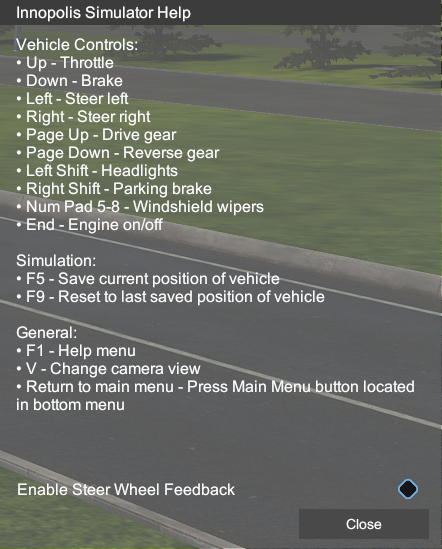 Innopolis Simulator Help
Vehicle Controls:
• Up - Throttle
• Down - Brake
• Left - Steer left
• Right - Steer right
• Page Up - Drive gear
• Page Down - Reverse gear
• Left Shift - Headlights
• Right Shift - Parking brake
• Num Pad 5-8 - Windshield wipers
• End - Engine on/off
Simulation:
• F5 - Save current position of vehicle
• F9 - Reset to last saved position of vehicle
General:
• F1 - Help menu
• V - Change camera view
• Return to main menu - Press Main Menu button located
in bottom menu
Enable Steer Wheel Feedback
Close